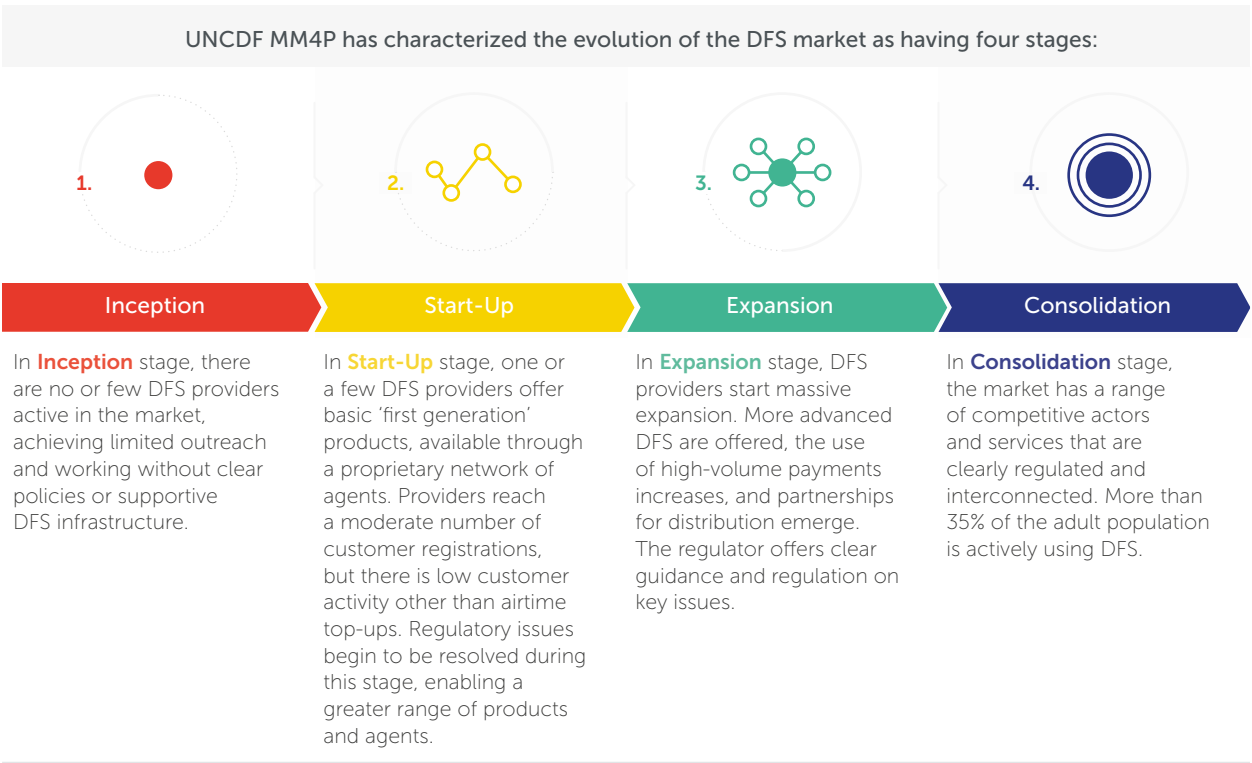 UNCDF MM4P has characterized the evolution of the DFS market as having four stages:
1.
2.
3.
4.
Inception
Start-Up
Expansion
Consolidation
In Inception stage, there
are no or few DFS providers
active in the market,
achieving limited outreach
and working without clear
policies or supportive
DFS infrastructure.
In Start-Up stage, one or
a few DFS providers offer
basic ‘first generation’
products, available through
a proprietary network of
agents. Providers reach
a moderate number of
customer registrations,
but there is low customer
activity other than airtime
top-ups. Regulatory issues
begin to be resolved during
this stage, enabling a
greater range of products
and agents.
In Expansion stage, DFS
providers start massive
expansion. More advanced
DFS are offered, the use
of high-volume payments
increases, and partnerships
for distribution emerge.
The regulator offers clear
guidance and regulation on
key issues.
In Consolidation stage,
the market has a range
of competitive actors
and services that are
clearly regulated and
interconnected. More than
35% of the adult population
is actively using DFS.